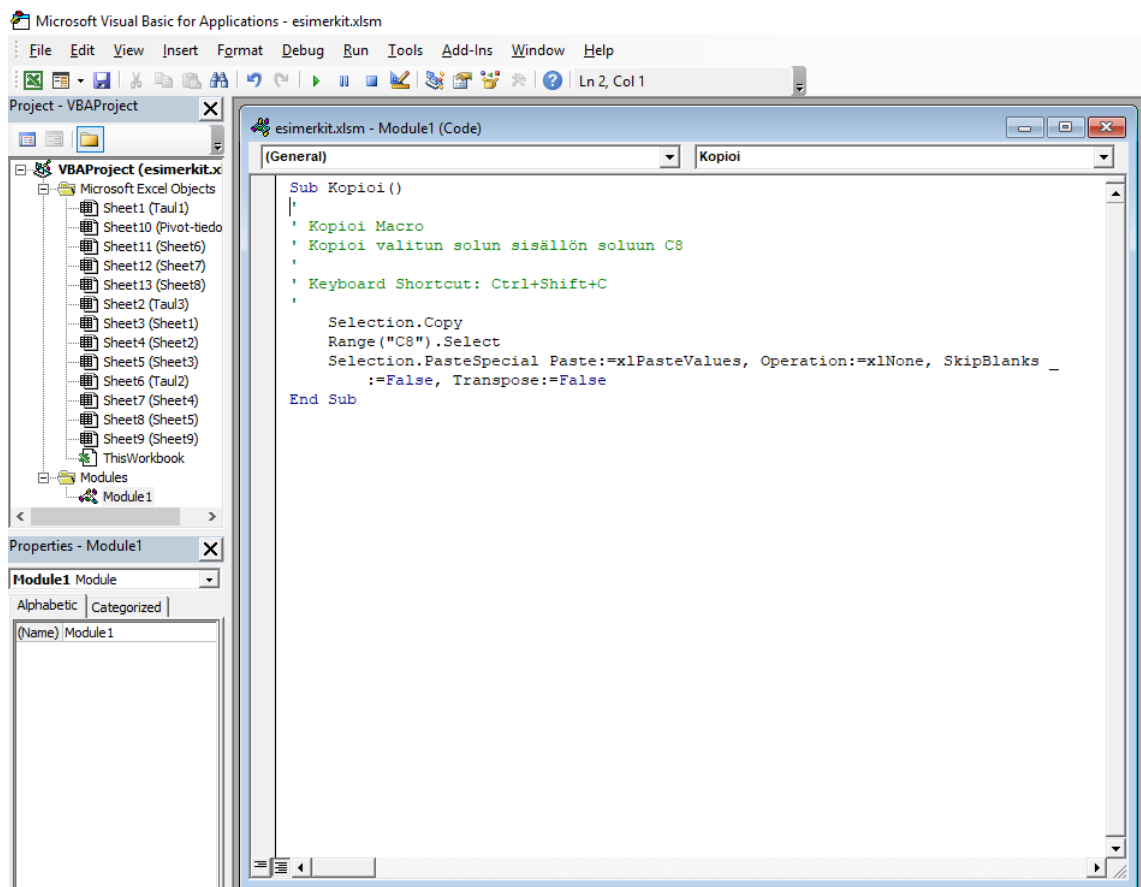 Microsoft Visual Basic for Applications - esimerkit.xlsm
File Edit View Insert Format Debug Run Tools Add-Ins Window Help
Ln 2, Col 1
Project - VBAProject
VBAProject (esimerkit.x
Microsoft Excel Objects
Sheet1 (Taul1)
Sheet10 (Pivot-tiedo
Sheet11 (Sheet6)
Sheet12 (Sheet7)
Sheet13 (Sheet8)
Sheet2 (Taul3)
Sheet3 (Sheet1)
Sheet4 (Sheet2)
Sheet5 (Sheet3)
Sheet6 (Taul2)
Sheet7 (Sheet4)
Sheet8 (Sheet5)
Sheet9 (Sheet9)
ThisWorkbook
Modules
Module1
Properties - Module1
Module1 Module
Alphabetic Categorized
(Name) Module1
esimerkit.xlsm - Module1 (Code)
(General) Kopioi
Sub Kopioi()
'
' Kopioi Macro
' Kopioi valitun solun sisällön soluun C8
'
' Keyboard Shortcut: Ctrl+Shift+C
'
    Selection.Copy
    Range("C8").Select
    Selection.PasteSpecial Paste:=xlPasteValues, Operation:=xlNone, SkipBlanks _
        :=False, Transpose:=False
End Sub